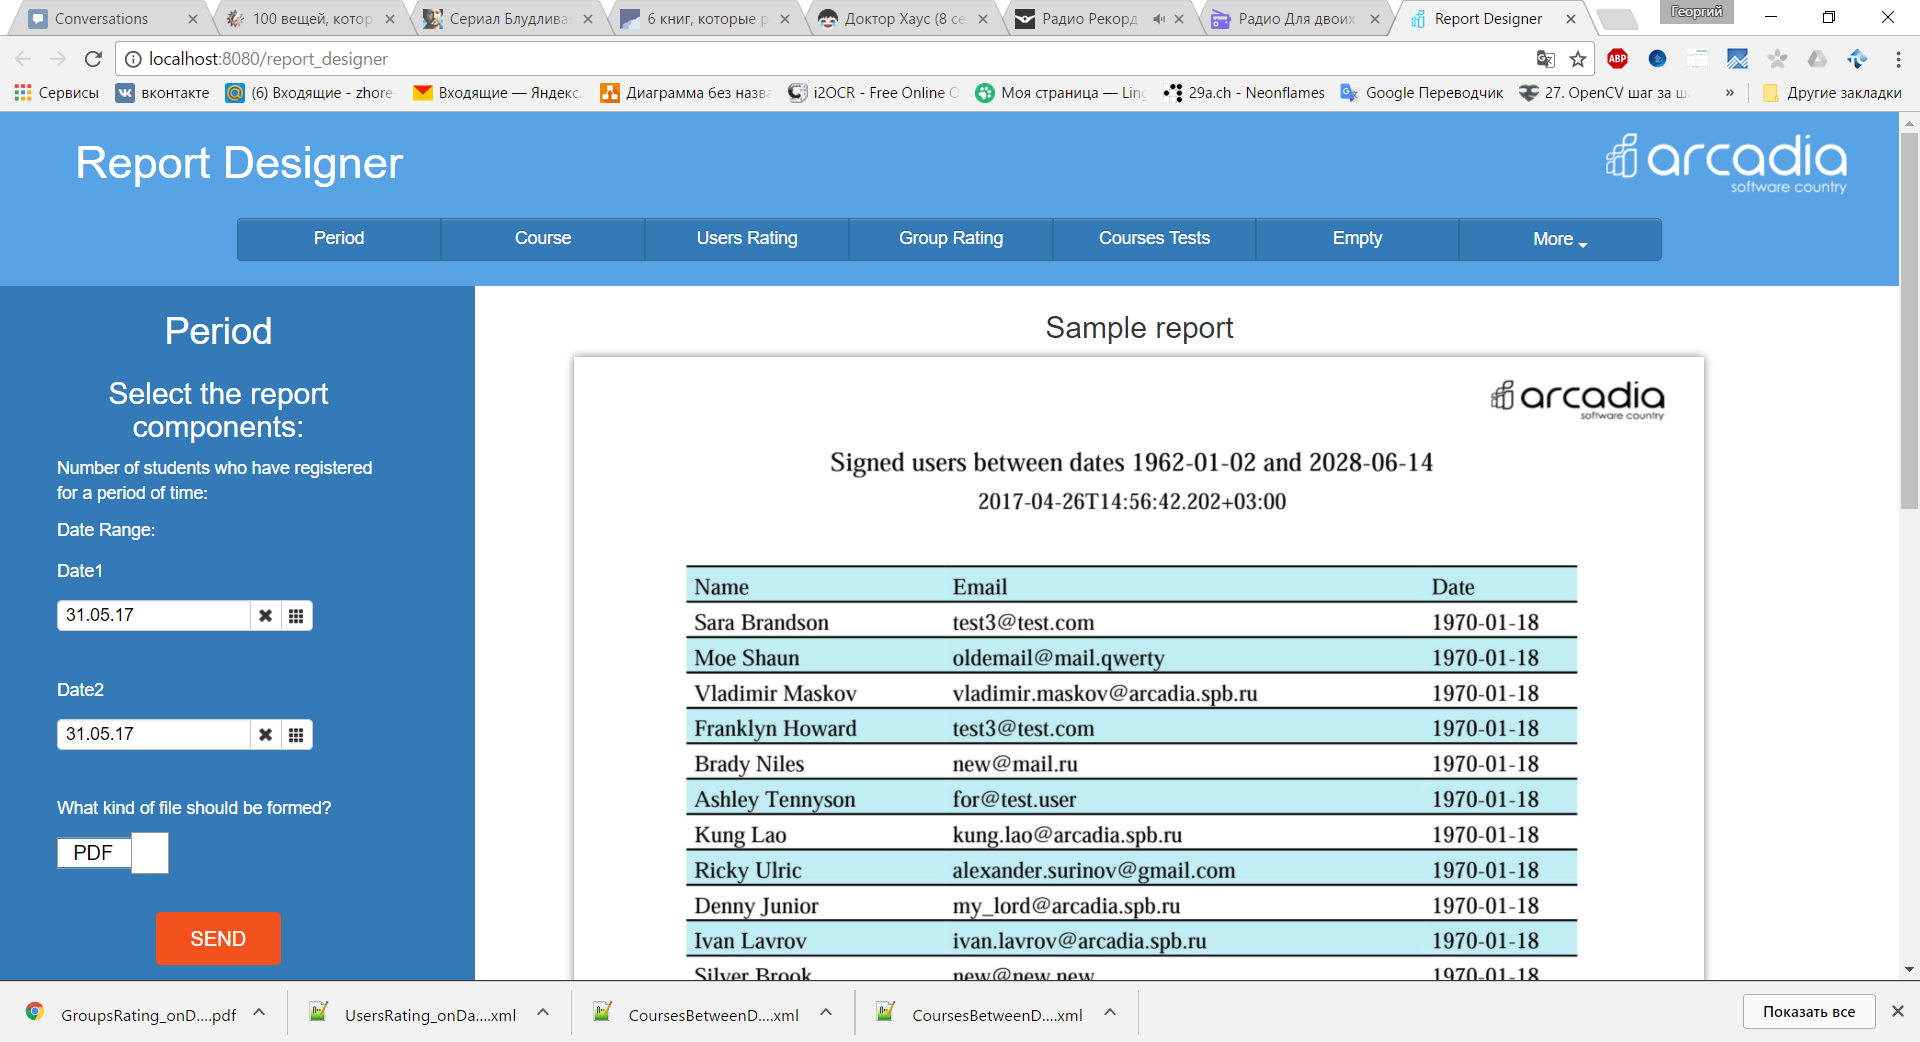 Conversations
100 вещей, котор
Сериал Блудлива
6 книг, которые р
Доктор Хаус (8 се
Радио Рекорд
Радио Для двоих
Report Designer
Георгий
localhost:8080/report_designer
ABP
Сервисы
вконтакте
(6) Входящие - zhore
Входящие — Яндекс.
Диаграмма без назва
i2OCR - Free Online O
Моя страница — Ling
29a.ch - Neonflames
Google Переводчик
27. OpenCV шаг за ш
»
Другие закладки
Report Designer
arcadia
software country
Period
Course
Users Rating
Group Rating
Courses Tests
Empty
More
Period
Select the report
components:
Number of students who have registered
for a period of time:
Date Range:
Date1
31.05.17
Date2
31.05.17
What kind of file should be formed?
PDF
SEND
Sample report
arcadia
software country
Signed users between dates 1962-01-02 and 2028-06-14
2017-04-26T14:56:42.202+03:00
Name Email Date
Sara Brandson test3@test.com 1970-01-18
Moe Shaun oldemail@mail.qwerty 1970-01-18
Vladimir Maskov vladimir.maskov@arcadia.spb.ru 1970-01-18
Franklyn Howard test3@test.com 1970-01-18
Brady Niles new@mail.ru 1970-01-18
Ashley Tennyson for@test.user 1970-01-18
Kung Lao kung.lao@arcadia.spb.ru 1970-01-18
Ricky Ulric alexander.surinov@gmail.com 1970-01-18
Denny Junior my_lord@arcadia.spb.ru 1970-01-18
Ivan Lavrov ivan.lavrov@arcadia.spb.ru 1970-01-18
Silver Brook new@new.new 1970-01-18
GroupsRating_onD....pdf
UsersRating_onDa....xml
CoursesBetweenD....xml
CoursesBetweenD....xml
Показать все